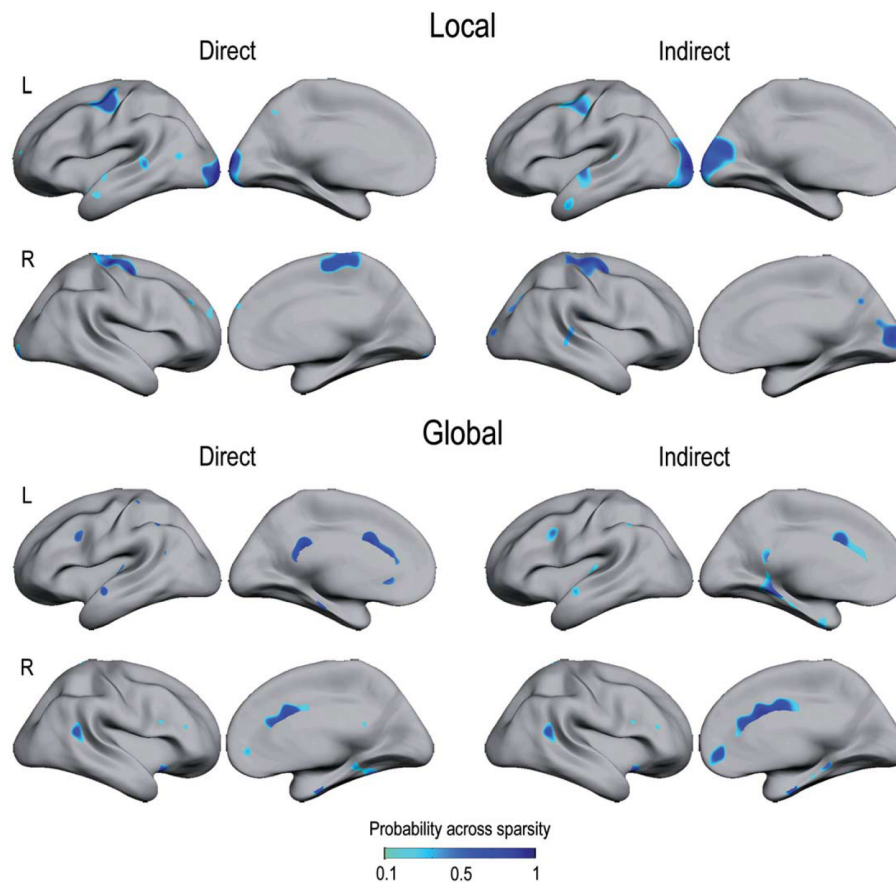 Local
Direct Indirect
L
R
Global
Direct Indirect
L
R
Probability across sparsity
0.1 0.5 1